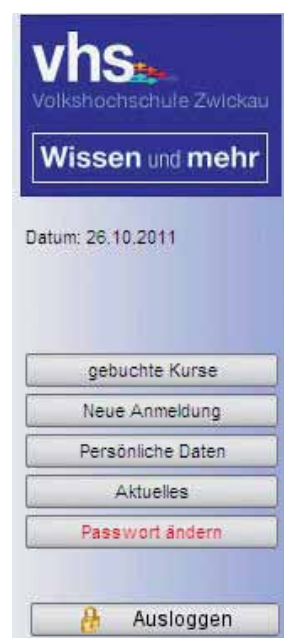 vhs
Volkshochschule Zwickau
Wissen und mehr
Datum: 26.10.2011
gebuchte Kurse
Neue Anmeldung
Persönliche Daten
Aktuelles
Passwort ändern
Ausloggen